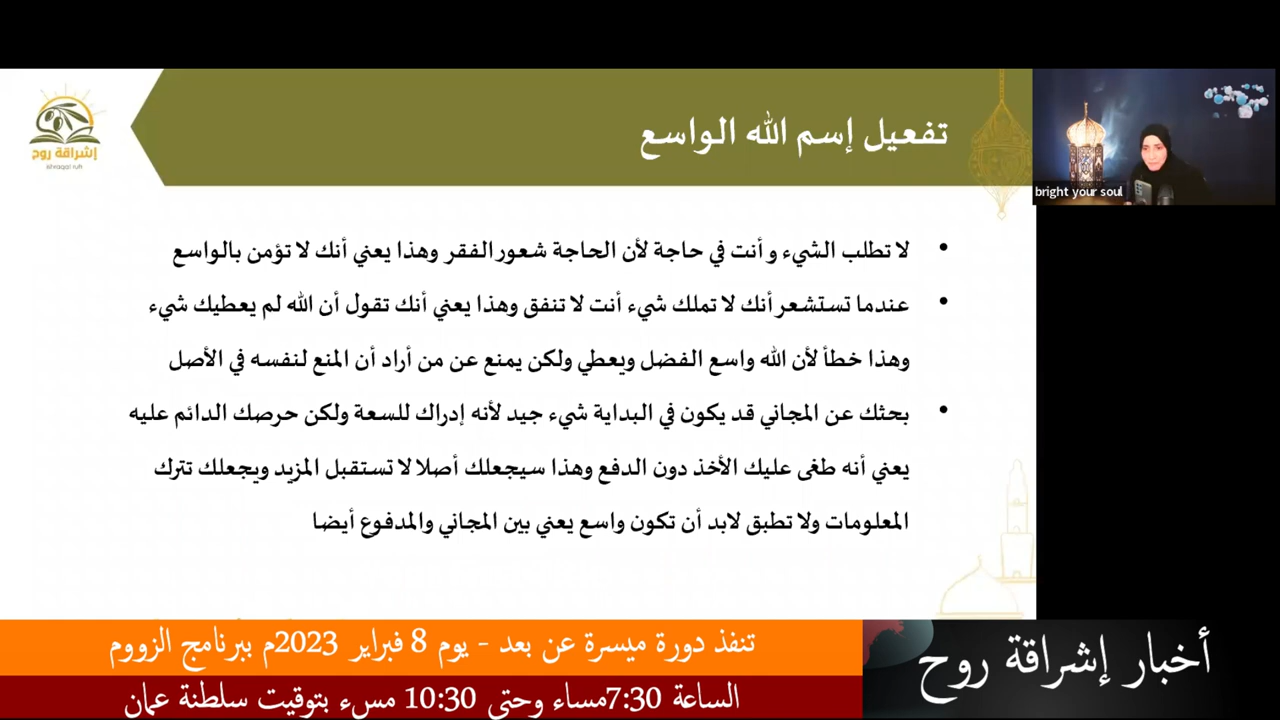 تفعيل إسم الله الواسع
إشراقة روح
ishraqat ruh
bright your soul
• لا تطلب الشيء و أنت في حاجة لأن الحاجة شعور الفقر وهذا يعني أنك لا تؤمن بالواسع
• عندما تستشعر أنك لا تملك شيء أنت لا تنفق وهذا يعني أنك تقول أن الله لم يعطيك شيء
وهذا خطأ لأن الله واسع الفضل ويعطي ولكن يمنع عن من أراد أن المنع لنفسه في الأصل
• بحثك عن المجاني قد يكون في البداية شيء جيد لأنه إدراك للسعة ولكن حرصك الدائم عليه
يعني أنه طغى عليك الأخذ دون الدفع وهذا سيجعلك أصلا لا تستقبل المزيد ويجعلك تترك
المعلومات ولا تطبق لابد أن تكون واسع يعني بين المجاني والمدفوع أيضا
أخبار إشراقة روح
تنفذ دورة ميسرة عن بعد - يوم 8 فبراير 2023م ببرنامج الزووم
الساعة 7:30مساء وحتى 10:30 مسء بتوقيت سلطنة عمان